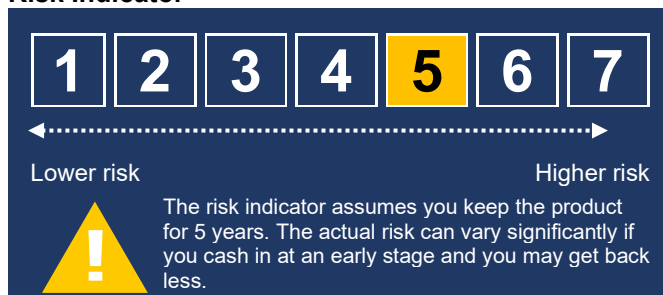 Risk Indicator
1 2 3 4 5 6 7
Lower risk Higher risk
!
The risk indicator assumes you keep the product
for 5 years. The actual risk can vary significantly if
you cash in at an early stage and you may get back
less.